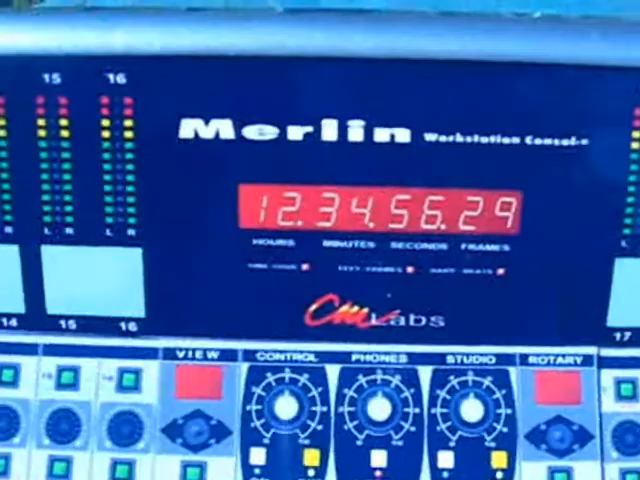 15 16
Merlin Workstation Console
12.34.56.29
HOURS MINUTES SECONDS FRAMES
L R L R L
CM Labs
14 15 16 17
VIEW CONTROL PHONES STUDIO ROTARY